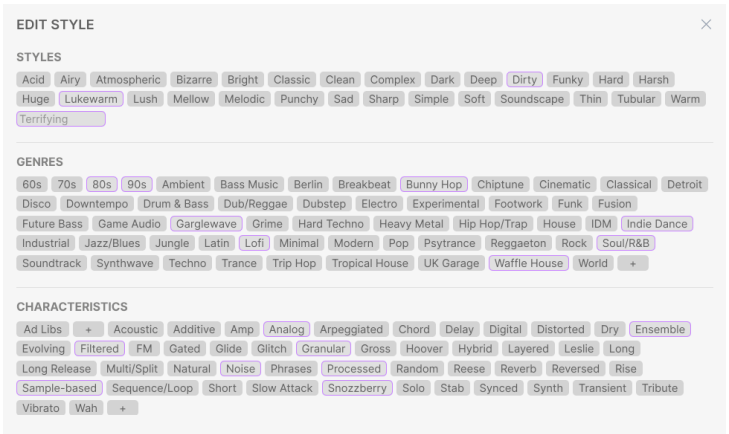 EDIT STYLE
STYLES
Acid Airy Atmospheric Bizarre Bright Classic Clean Complex Dark Deep Dirty Funky Hard Harsh
Huge Lukewarm Lush Mellow Melodic Punchy Sad Sharp Simple Soft Soundscape Thin Tubular Warm
Terrifying
GENRES
60s 70s 80s 90s Ambient Bass Music Berlin Breakbeat Bunny Hop Chiptune Cinematic Classical Detroit
Disco Downtempo Drum & Bass Dub/Reggae Dubstep Electro Experimental Footwork Funk Fusion
Future Bass Game Audio Garglewave Grime Hard Techno Heavy Metal Hip Hop/Trap House IDM Indie Dance
Industrial Jazz/Blues Jungle Latin Lofi Minimal Modern Pop Psytrance Reggaeton Rock Soul/R&B
Soundtrack Synthwave Techno Trance Trip Hop Tropical House UK Garage Waffle House World +
CHARACTERISTICS
Ad Libs + Acoustic Additive Amp Analog Arpeggiated Chord Delay Digital Distorted Dry Ensemble
Evolving Filtered FM Gated Glide Glitch Granular Gross Hoover Hybrid Layered Leslie Long
Long Release Multi/Split Natural Noise Phrases Processed Random Reese Reverb Reversed Rise
Sample-based Sequence/Loop Short Slow Attack Snozzberry Solo Stab Synced Synth Transient Tribute
Vibrato Wah +